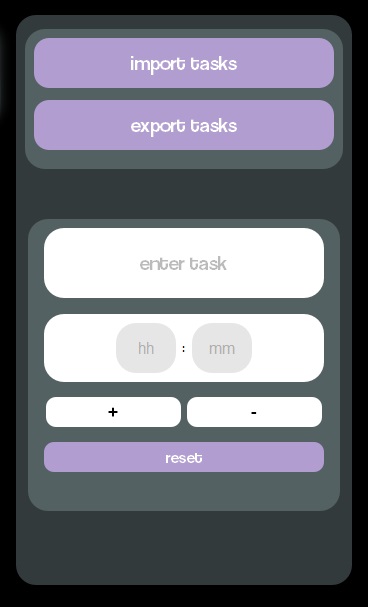 import tasks
export tasks
enter task
hh : mm
+ -
reset